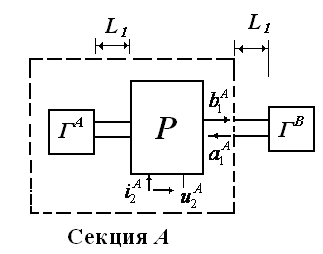 L₁ L₁
Γᴬ P b₁ᴬ Γᴮ
a₁ᴬ
i₂ᴬ u₂ᴬ
Секция A